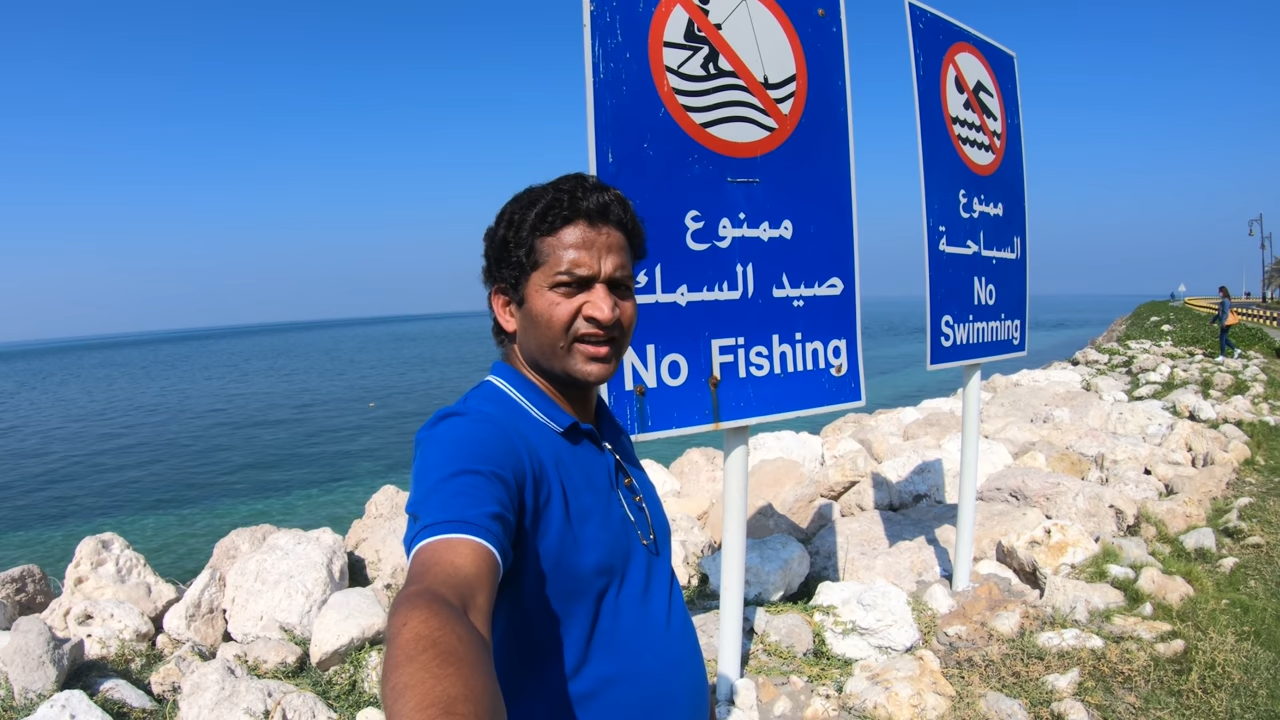 ممنوع
صيد السمك
No Fishing
ممنوع
السباحة
No
Swimming